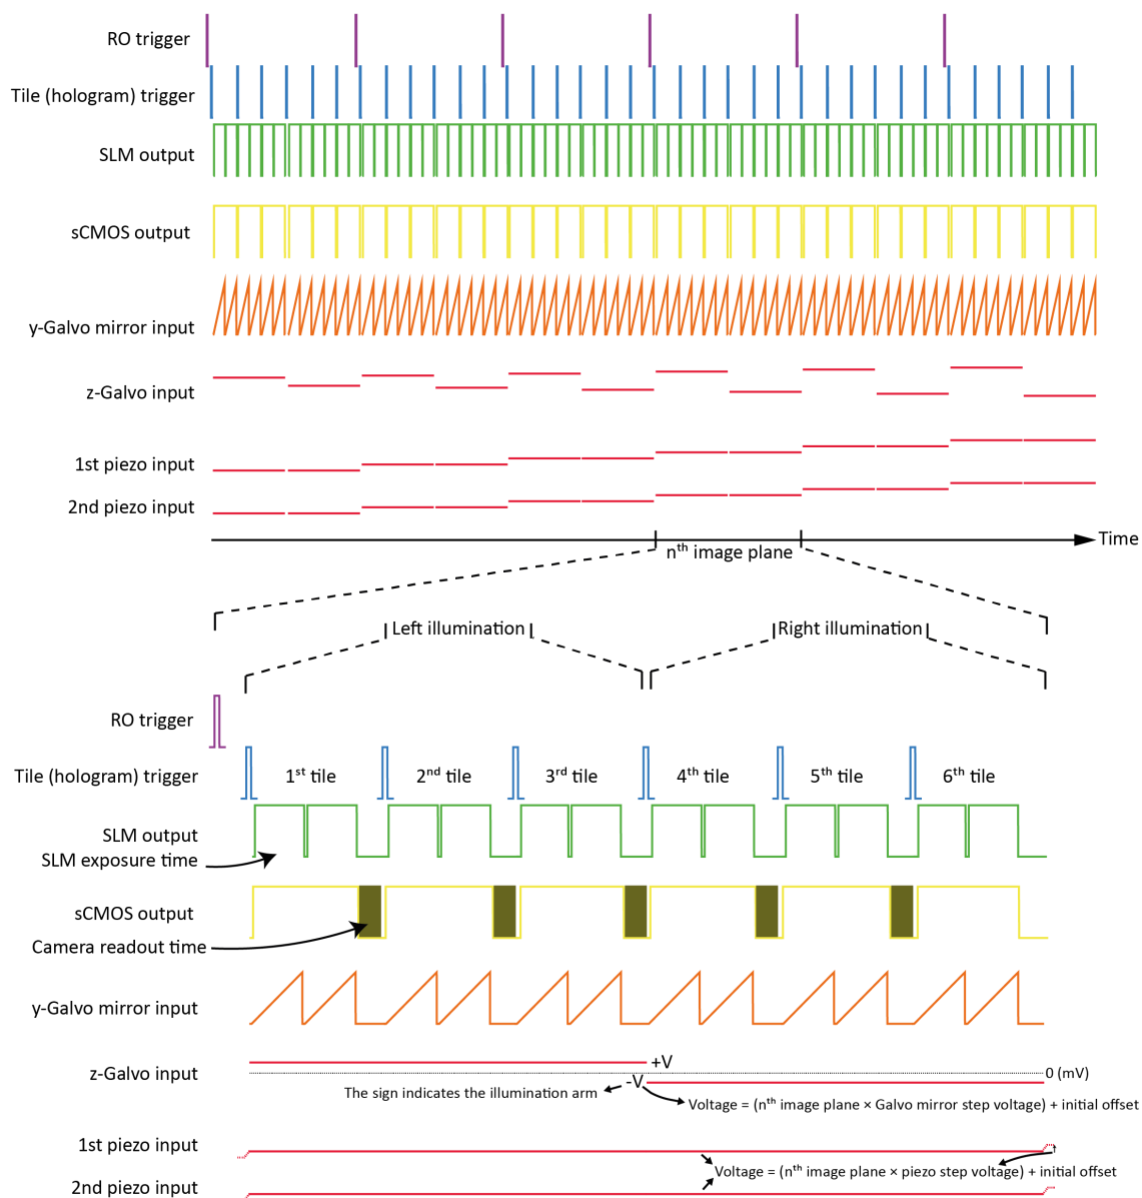 RO trigger
Tile (hologram) trigger
SLM output
sCMOS output
y-Galvo mirror input
z-Galvo input
1st piezo input
2nd piezo input
Time
nth image plane
Left illumination
Right illumination
RO trigger
Tile (hologram) trigger
1st tile
2nd tile
3rd tile
4th tile
5th tile
6th tile
SLM output
SLM exposure time
sCMOS output
Camera readout time
y-Galvo mirror input
+V
z-Galvo input
0 (mV)
-V
The sign indicates the illumination arm
Voltage = (nth image plane × Galvo mirror step voltage) + initial offset
1st piezo input
Voltage = (nth image plane × piezo step voltage) + initial offset
2nd piezo input